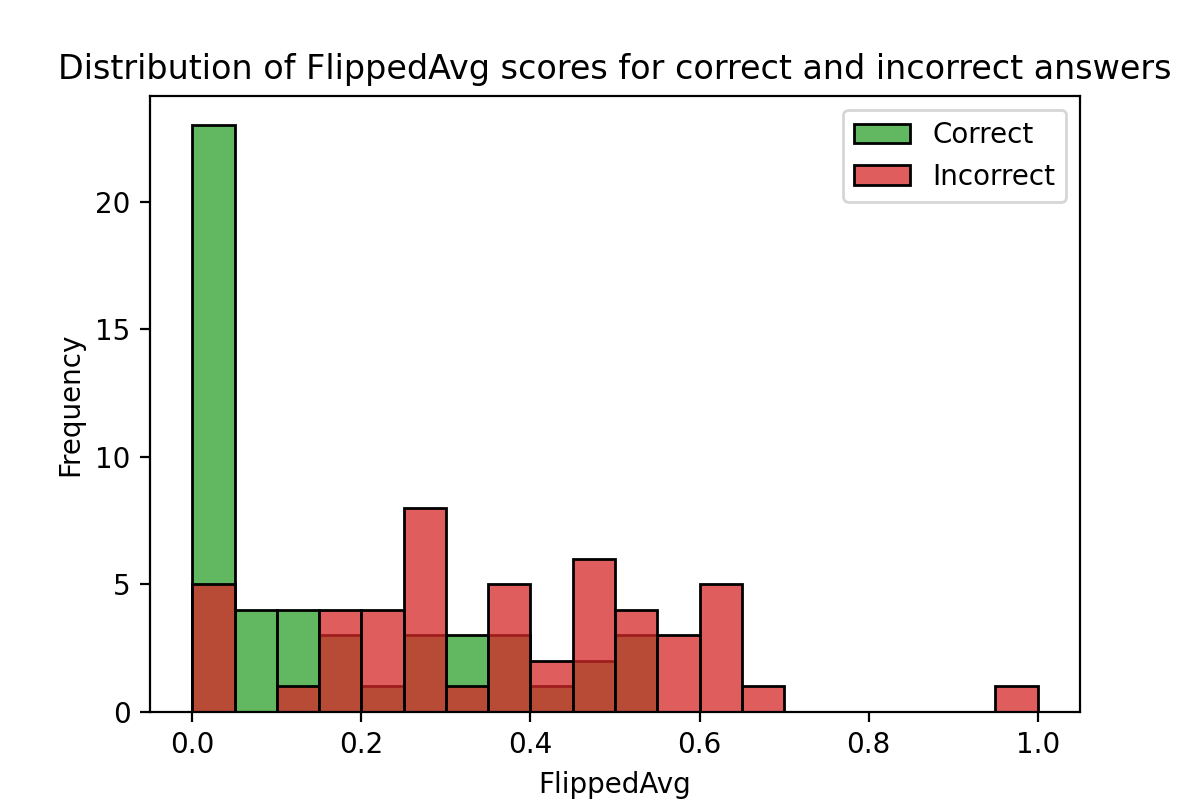 Distribution of FlippedAvg scores for correct and incorrect answers
Correct
Incorrect
Frequency
20
15
10
5
0
0.0 0.2 0.4 0.6 0.8 1.0
FlippedAvg